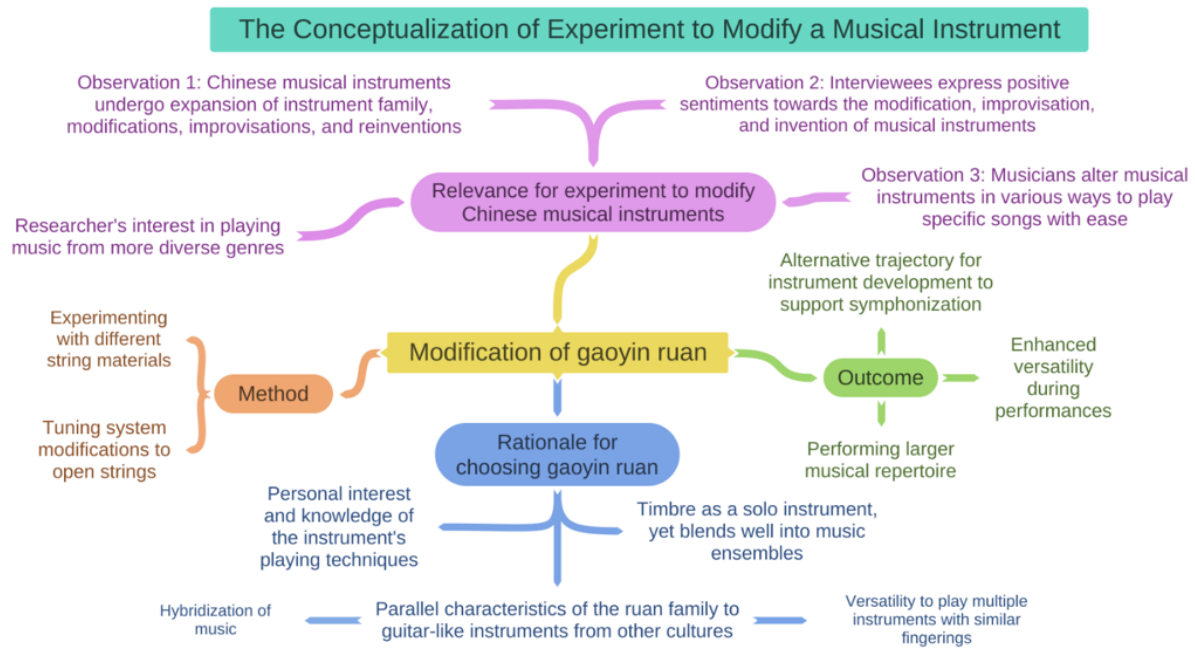 The Conceptualization of Experiment to Modify a Musical Instrument
Observation 1: Chinese musical instruments
undergo expansion of instrument family,
modifications, improvisations, and reinventions
Observation 2: Interviewees express positive
sentiments towards the modification, improvisation,
and invention of musical instruments
Relevance for experiment to modify
Chinese musical instruments
Observation 3: Musicians alter musical
instruments in various ways to play
specific songs with ease
Researcher's interest in playing
music from more diverse genres
Modification of gaoyin ruan
Method
Experimenting
with different
string materials
Tuning system
modifications to
open strings
Outcome
Alternative trajectory for
instrument development to
support symphonization
Enhanced
versatility
during
performances
Performing larger
musical repertoire
Rationale for
choosing gaoyin ruan
Personal interest
and knowledge of
the instrument's
playing techniques
Timbre as a solo instrument,
yet blends well into music
ensembles
Hybridization of
music
Parallel characteristics of the ruan family to
guitar-like instruments from other cultures
Versatility to play multiple
instruments with similar
fingerings